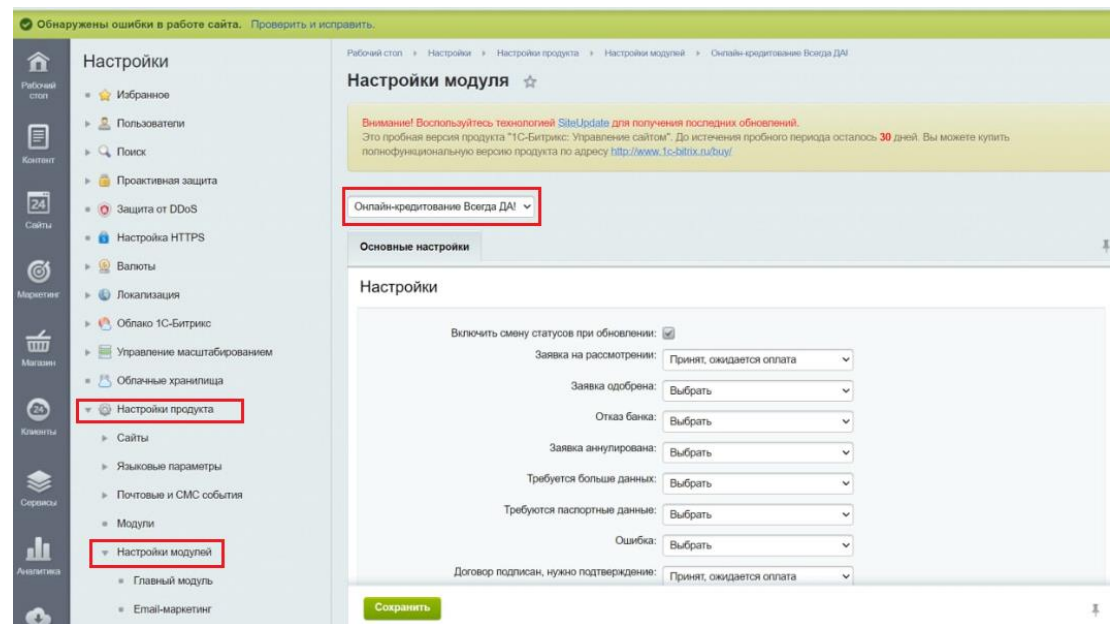 Обнаружены ошибки в работе сайта. Проверить и исправить.
Рабочий стол
Контент
24
Сайты
Маркетинг
Магазин
24
Клиенты
Сервисы
Аналитика
Настройки
Избранное
Пользователи
Поиск
Проактивная защита
Защита от DDoS
Настройка HTTPS
Валюты
Локализация
Облако 1С-Битрикс
Управление масштабированием
Облачные хранилища
Настройки продукта
Сайты
Языковые параметры
Почтовые и СМС события
Модули
Настройки модулей
Главный модуль
Email-маркетинг
Рабочий стол Настройки Настройки продукта Настройки модулей Онлайн-кредитование Всегда ДА!
Настройки модуля
Внимание! Воспользуйтесь технологией SiteUpdate для получения последних обновлений.
Это пробная версия продукта "1С-Битрикс: Управление сайтом". До истечения пробного периода осталось 30 дней. Вы можете купить
полнофункциональную версию продукта по адресу http://www.1c-bitrix.ru/buy/
Онлайн-кредитование Всегда ДА!
Основные настройки
Настройки
Включить смену статусов при обновлении:
Заявка на рассмотрении: Принят, ожидается оплата
Заявка одобрена: Выбрать
Отказ банка: Выбрать
Заявка аннулирована: Выбрать
Требуется больше данных: Выбрать
Требуются паспортные данные: Выбрать
Ошибка: Выбрать
Договор подписан, нужно подтверждение: Принят, ожидается оплата
Сохранить